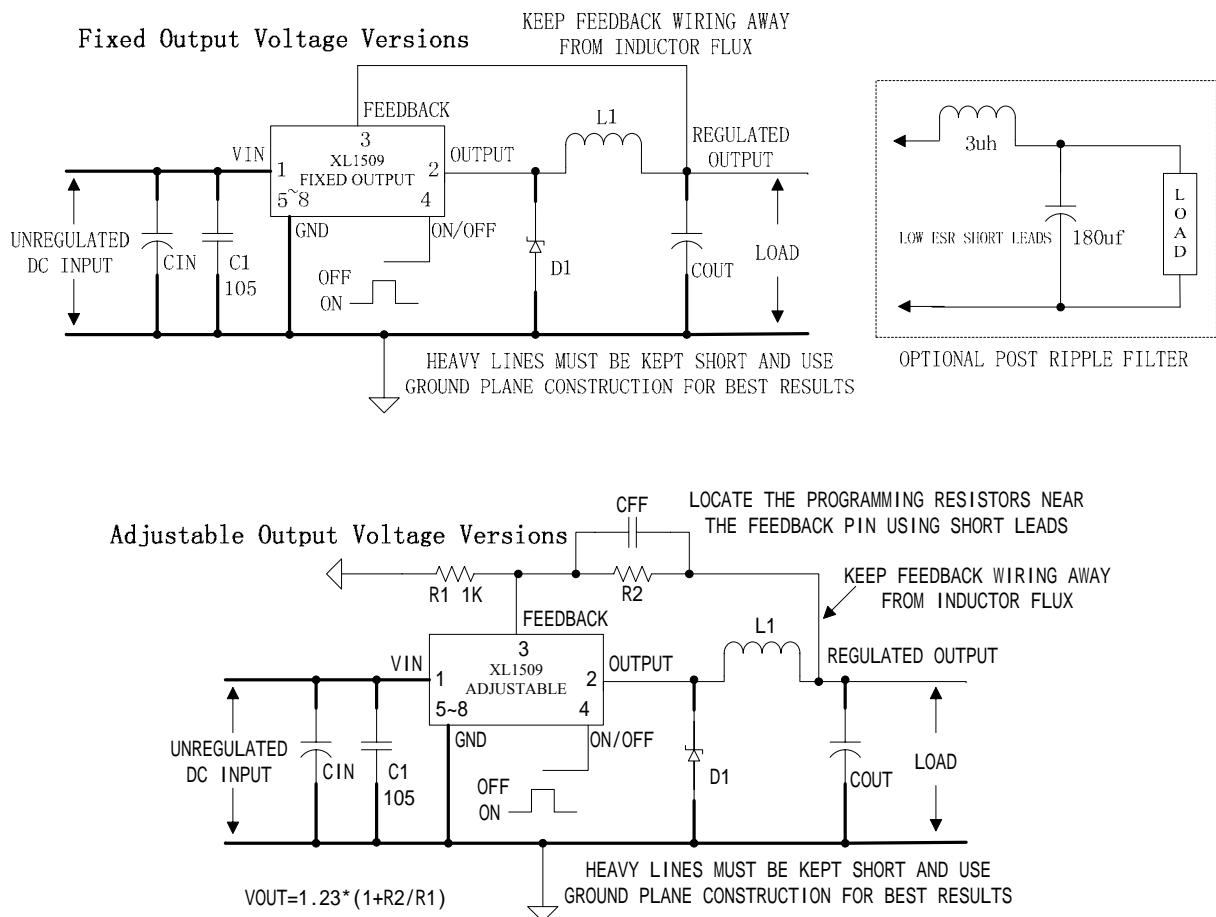 Fixed Output Voltage Versions
KEEP FEEDBACK WIRING AWAY
FROM INDUCTOR FLUX
FEEDBACK
3
L1
VIN
1
XL1509
FIXED OUTPUT
2
OUTPUT
REGULATED
OUTPUT
5~8
4
GND
ON/OFF
UNREGULATED
DC INPUT
CIN
C1
105
OFF
ON
D1
COUT
LOAD
HEAVY LINES MUST BE KEPT SHORT AND USE
GROUND PLANE CONSTRUCTION FOR BEST RESULTS
3uh
LOW ESR SHORT LEADS
180uf
LOAD
OPTIONAL POST RIPPLE FILTER
Adjustable Output Voltage Versions
CFF
LOCATE THE PROGRAMMING RESISTORS NEAR
THE FEEDBACK PIN USING SHORT LEADS
R1 1K
R2
KEEP FEEDBACK WIRING AWAY
FROM INDUCTOR FLUX
FEEDBACK
3
L1
VIN
1
XL1509
ADJUSTABLE
2
OUTPUT
REGULATED OUTPUT
5~8
4
GND
ON/OFF
UNREGULATED
DC INPUT
CIN
C1
105
OFF
ON
D1
COUT
LOAD
HEAVY LINES MUST BE KEPT SHORT AND USE
GROUND PLANE CONSTRUCTION FOR BEST RESULTS
VOUT=1.23*(1+R2/R1)